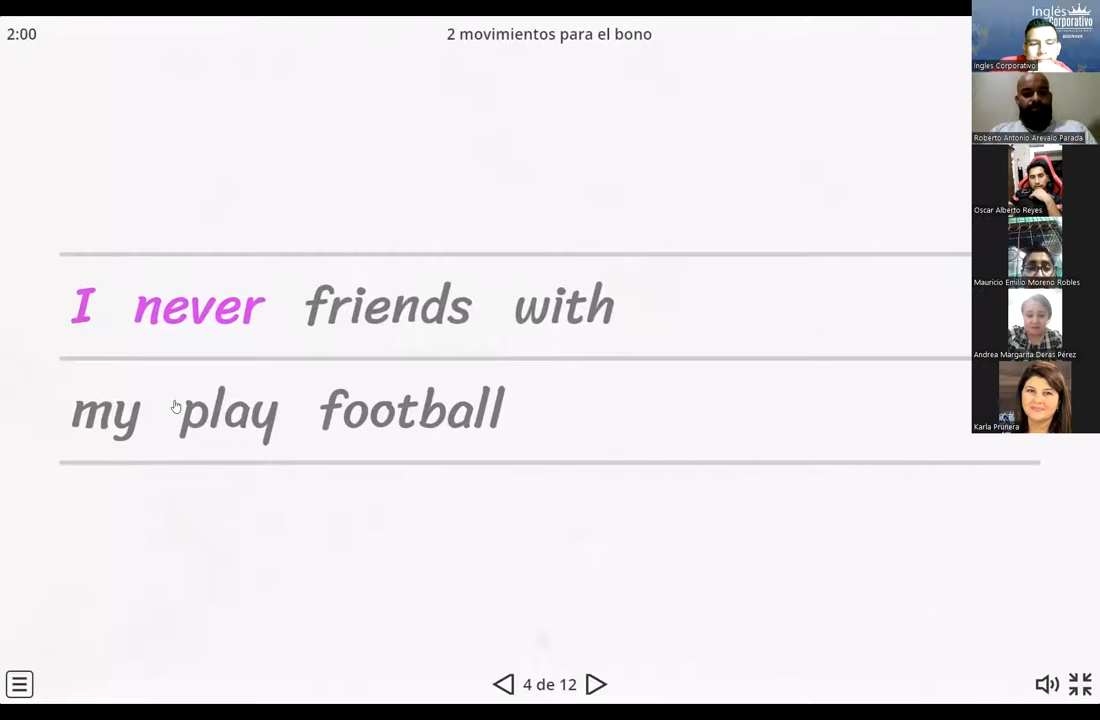 2:00
2 movimientos para el bono
I never friends with
my play football
4 de 12
Inglés
Corporativo
Ingles Corporativo
Roberto Antonio Arevalo Parada
Oscar Alberto Reyes
Mauricio Emilio Moreno Robles
Andrea Margarita Deras Pérez
Karla Prunera